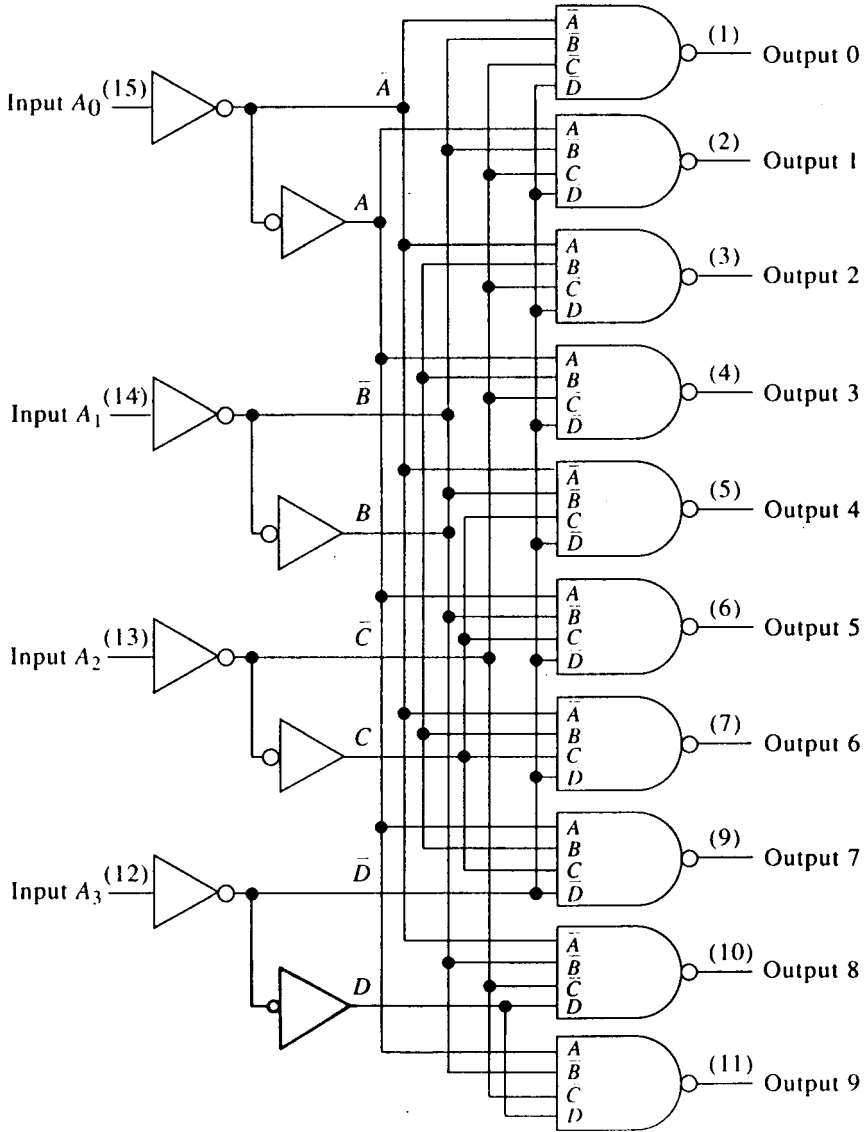 Ā
B̄
C̄
D̄
(1) Output 0
Input A₀ (15)
Ā
A
B̄
C̄
D̄
(2) Output 1
A
Ā
B
C̄
D̄
(3) Output 2
A
B
C̄
D̄
(4) Output 3
Input A₁ (14)
B̄
Ā
B̄
C
D̄
(5) Output 4
B
A
B̄
C
D̄
(6) Output 5
Input A₂ (13)
C̄
Ā
B
C
D̄
(7) Output 6
C
A
B
C
D̄
(9) Output 7
Input A₃ (12)
D̄
Ā
B̄
C̄
D
(10) Output 8
D
A
B̄
C̄
D
(11) Output 9